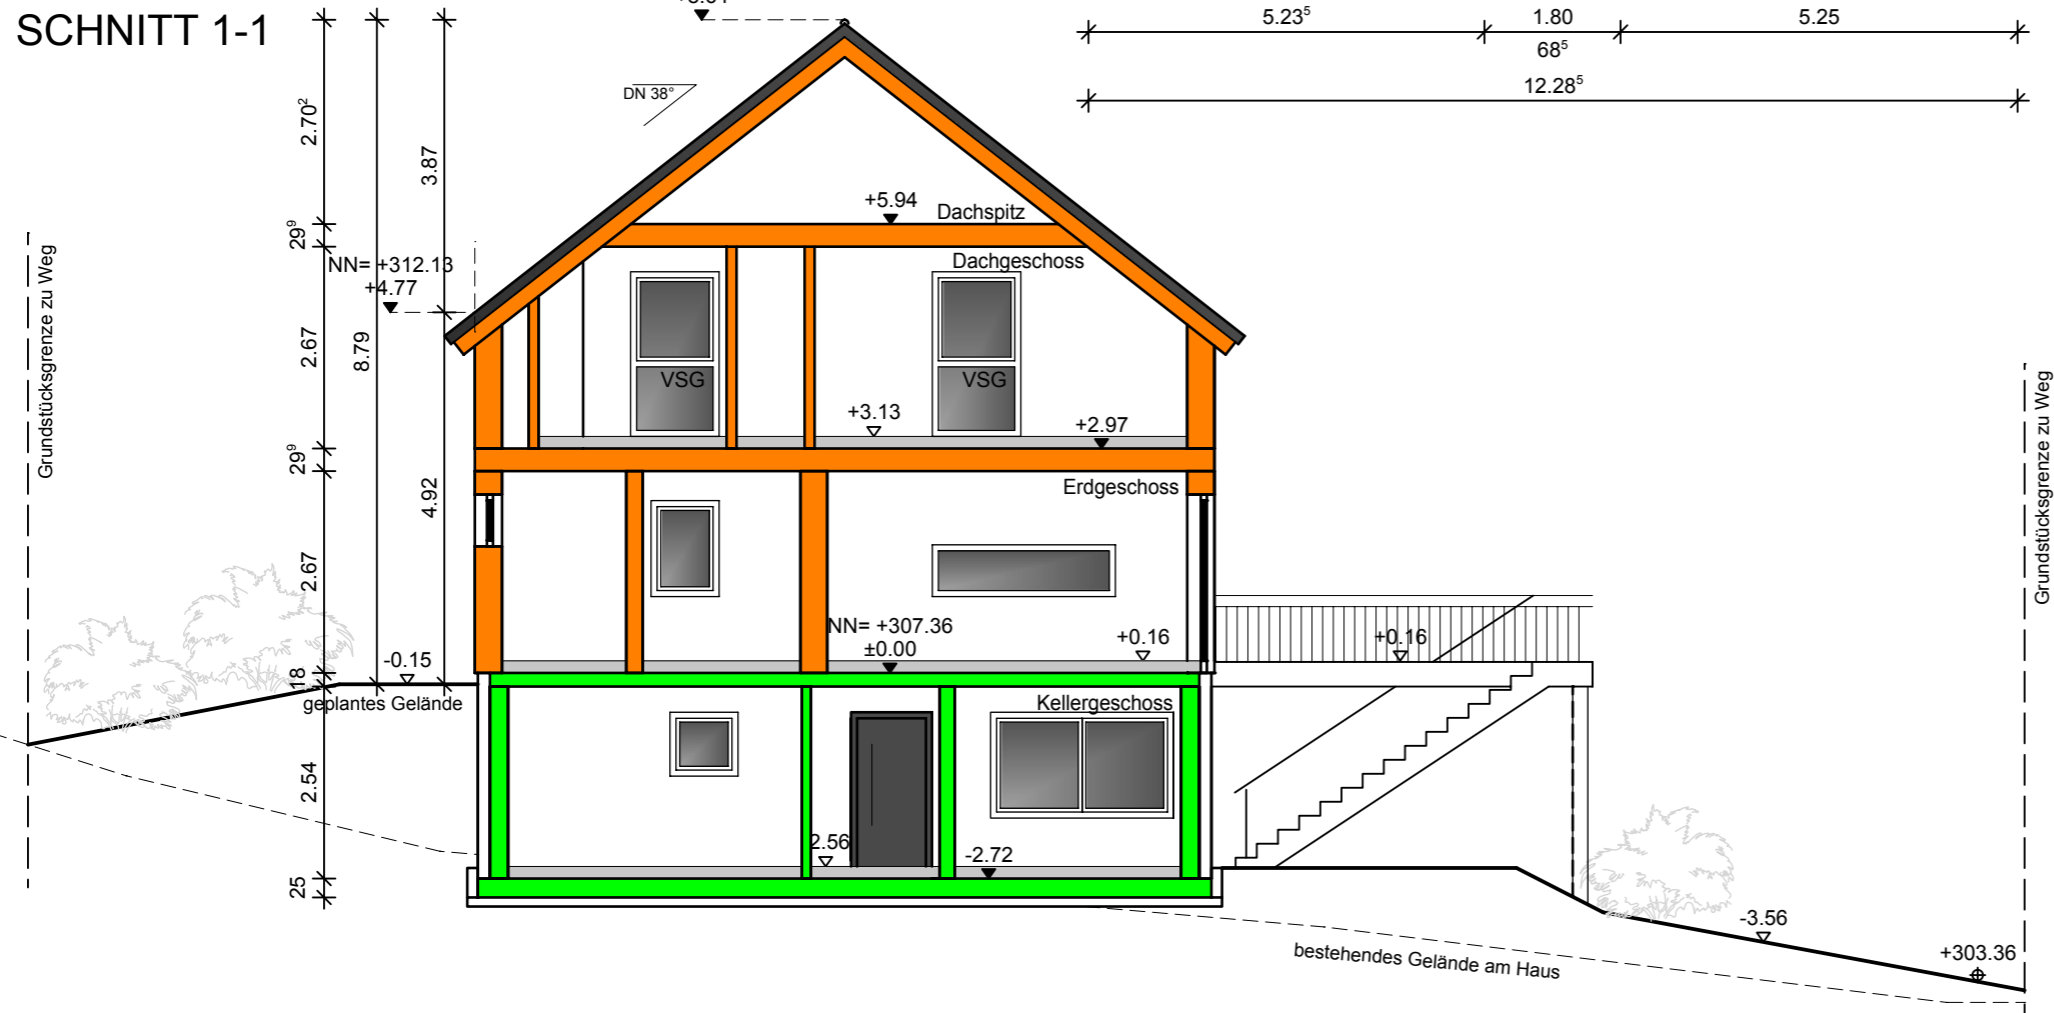 SCHNITT 1-1
5.23⁵
1.80
5.25
68⁵
12.28⁵
DN 38°
2.70²
3.87
+5.94
Dachspitz
29⁹
NN= +312.13
+4.77
Dachgeschoss
Grundstücksgrenze zu Weg
Grundstücksgrenze zu Weg
2.67
8.79
VSG
VSG
+3.13
+2.97
29⁹
4.92
Erdgeschoss
2.67
NN= +307.36
±0.00
+0.16
+0.16
-0.15
18
geplantes Gelände
Kellergeschoss
2.54
2.56
-2.72
25
-3.56
bestehendes Gelände am Haus
+303.36